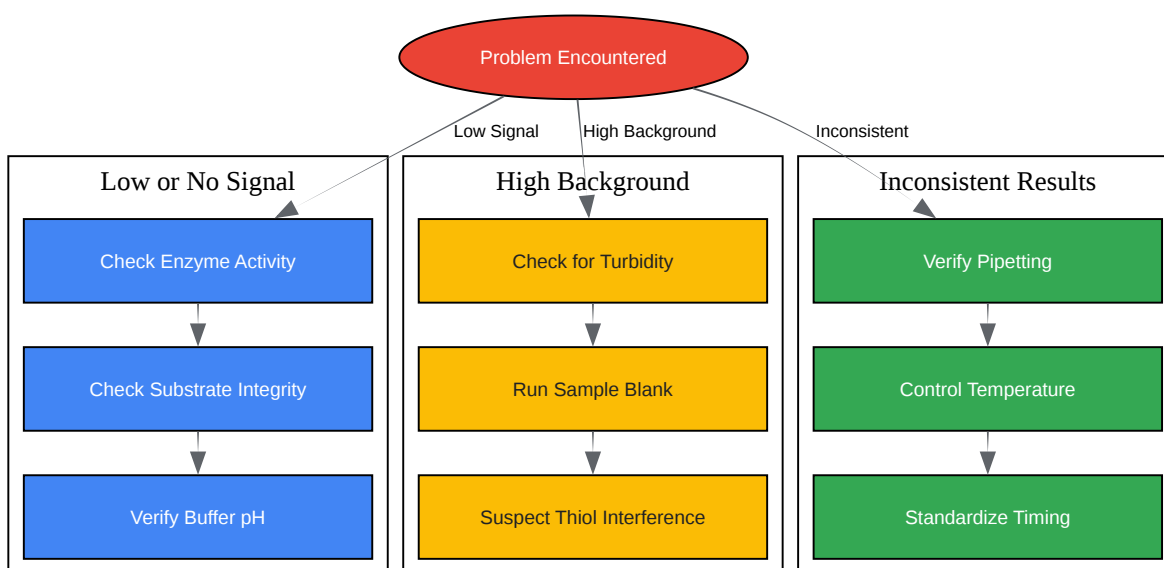 Problem Encountered
Low Signal
High Background
Inconsistent
Low or No Signal
High Background
Inconsistent Results
Check Enzyme Activity
Check for Turbidity
Verify Pipetting
Check Substrate Integrity
Run Sample Blank
Control Temperature
Verify Buffer pH
Suspect Thiol Interference
Standardize Timing